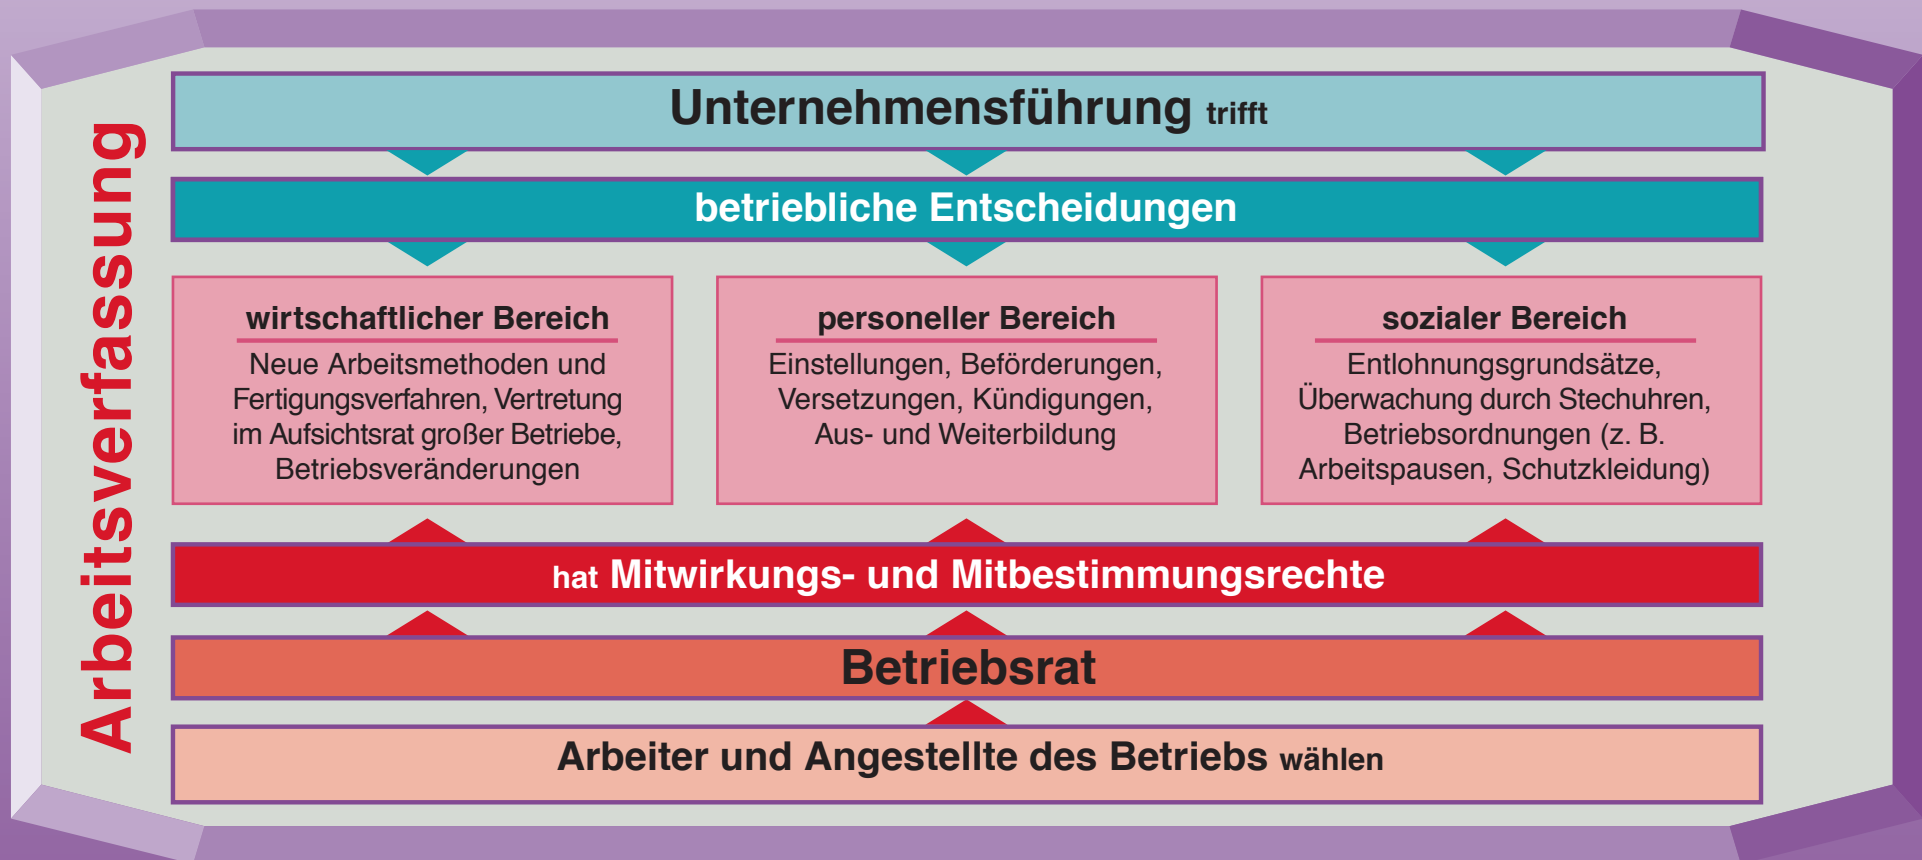 Arbeitsverfassung
Unternehmensführung trifft
betriebliche Entscheidungen
wirtschaftlicher Bereich
Neue Arbeitsmethoden und
Fertigungsverfahren, Vertretung
im Aufsichtsrat großer Betriebe,
Betriebsveränderungen
personeller Bereich
Einstellungen, Beförderungen,
Versetzungen, Kündigungen,
Aus- und Weiterbildung
sozialer Bereich
Entlohnungsgrundsätze,
Überwachung durch Stechuhren,
Betriebsordnungen (z. B.
Arbeitspausen, Schutzkleidung)
hat Mitwirkungs- und Mitbestimmungsrechte
Betriebsrat
Arbeiter und Angestellte des Betriebs wählen